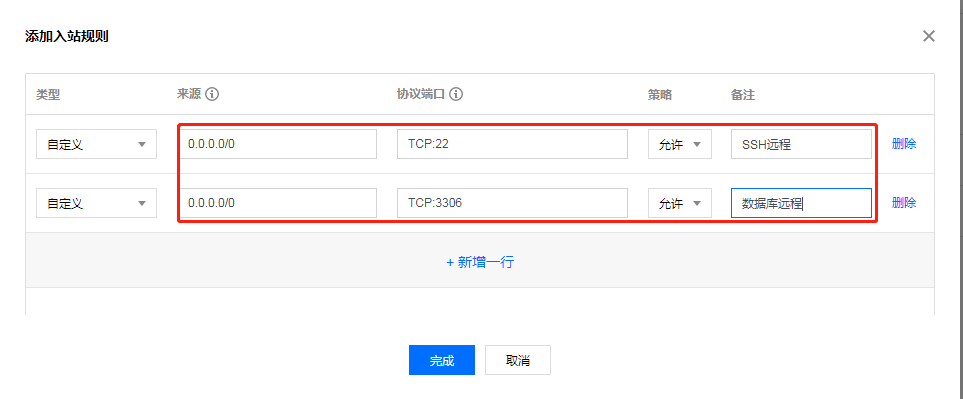 添加入站规则
类型 来源 协议端口 策略 备注
自定义 0.0.0.0/0 TCP:22 允许 SSH远程 删除
自定义 0.0.0.0/0 TCP:3306 允许 数据库远程 删除
+ 新增一行
完成 取消